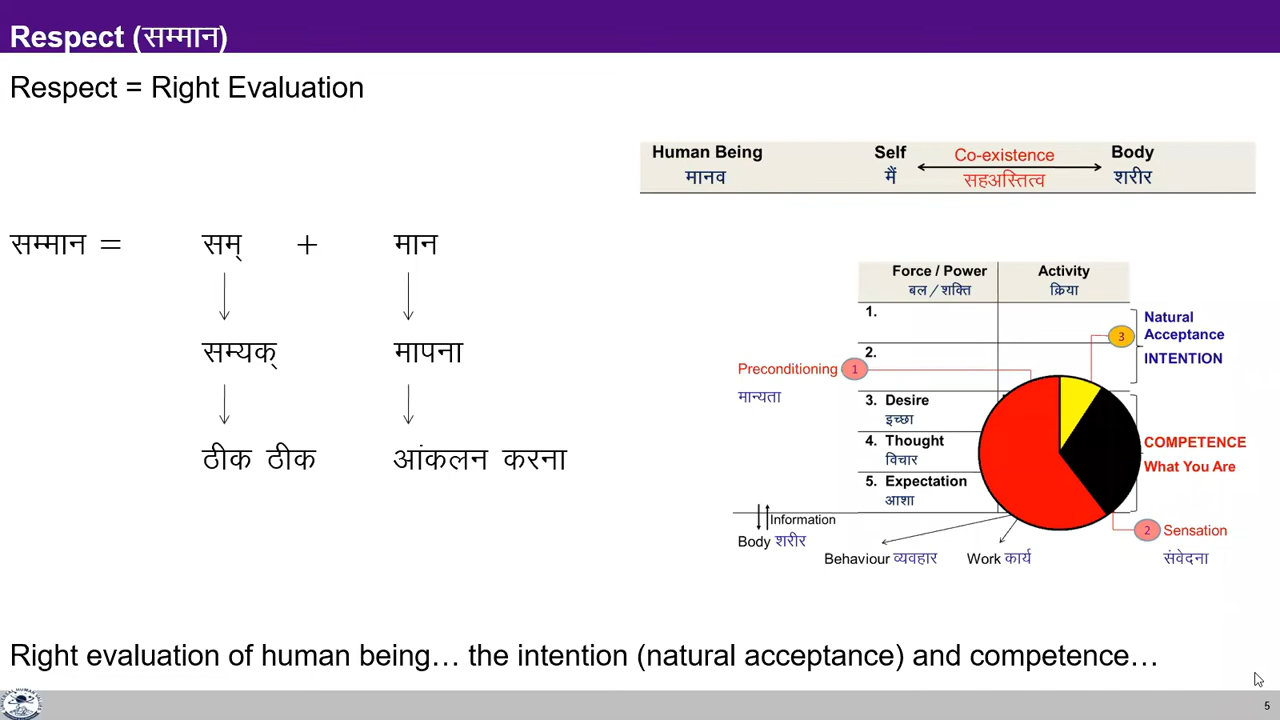 Respect (सम्मान)
Respect = Right Evaluation
Human Being Self Co-existence Body
मानव मैं सहअस्तित्व शरीर
सम्मान = सम् + मान
सम्यक् मापना
ठीक ठीक आंकलन करना
Force / Power Activity
बल / शक्ति क्रिया
1.
2.
3. Desire
इच्छा
4. Thought
विचार
5. Expectation
आशा
Preconditioning 1
मान्यता
3 Natural
Acceptance
INTENTION
COMPETENCE
What You Are
2 Sensation
संवेदना
Information
Body शरीर
Behaviour व्यवहार Work कार्य
Right evaluation of human being… the intention (natural acceptance) and competence…
5